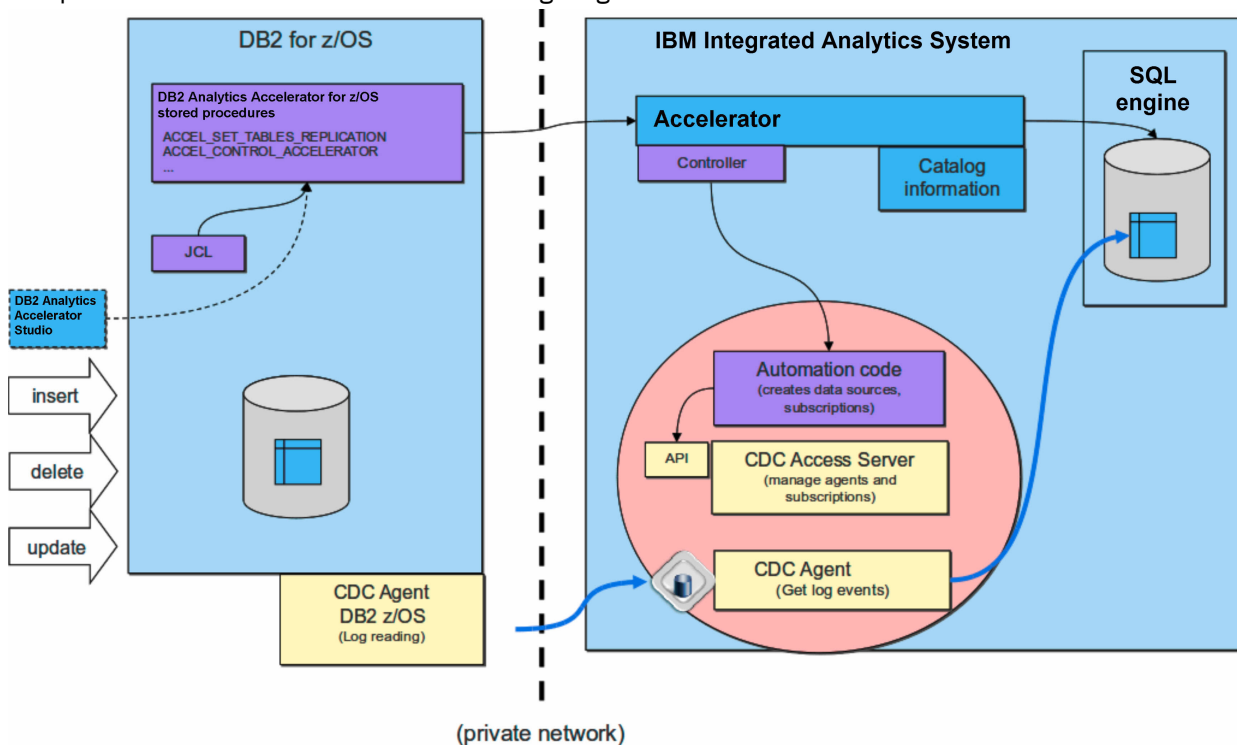 DB2 for z/OS
DB2 Analytics Accelerator for z/OS
stored procedures
ACCEL_SET_TABLES_REPLICATION
ACCEL_CONTROL_ACCELERATOR
...
JCL
DB2 Analytics
Accelerator
Studio
insert
delete
update
CDC Agent
DB2 z/OS
(Log reading)
IBM Integrated Analytics System
SQL
engine
Accelerator
Controller
Catalog
information
Automation code
(creates data sources,
subscriptions)
API
CDC Access Server
(manage agents and
subscriptions)
CDC Agent
(Get log events)
(private network)